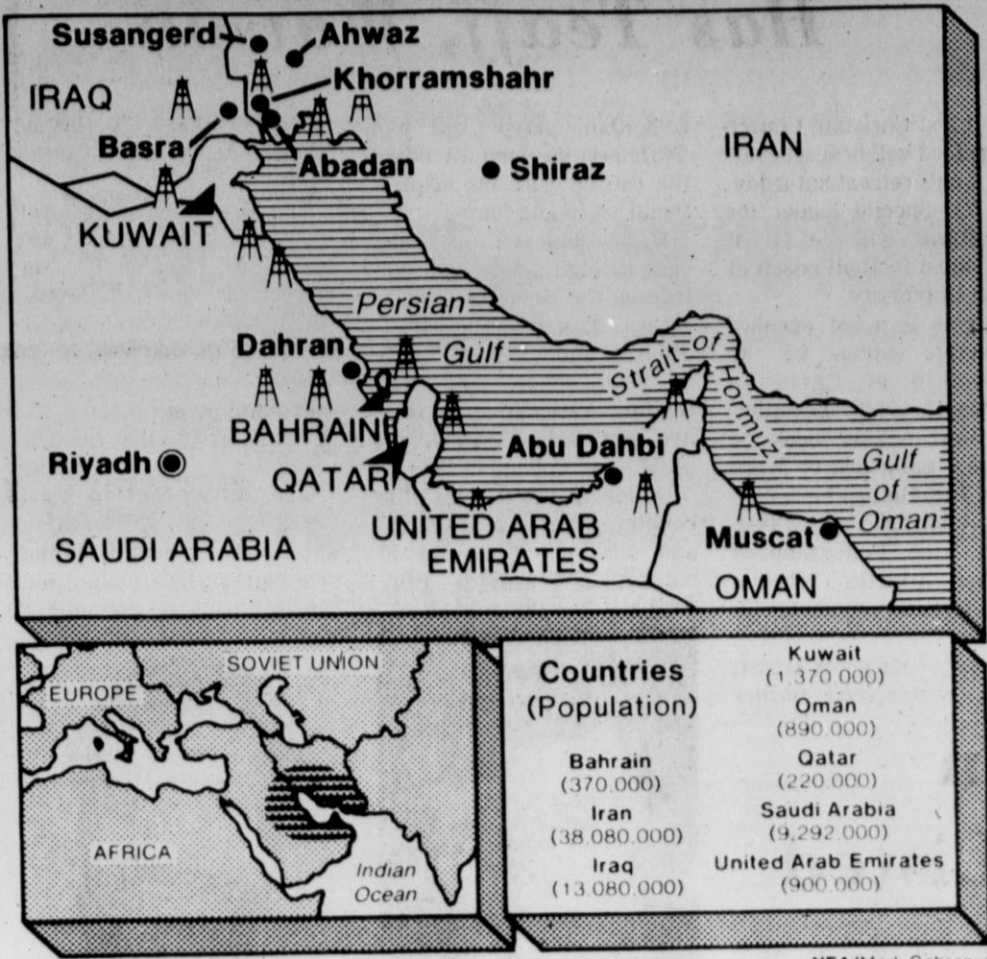 Susangerd
Ahwaz
Khorramshahr
IRAQ
IRAN
Basra
Abadan
Shiraz
KUWAIT
Persian
Gulf
Dahran
Strait of
Hormuz
BAHRAIN
Abu Dahbi
Riyadh
QATAR
Gulf
of
Oman
UNITED ARAB
EMIRATES
Muscat
SAUDI ARABIA
OMAN
SOVIET UNION
EUROPE
AFRICA
Indian
Ocean
Countries
(Population)
Bahrain
(370.000)
Iran
(38.080.000)
Iraq
(13.080.000)
Kuwait
(1.370.000)
Oman
(890.000)
Qatar
(220.000)
Saudi Arabia
(9.292.000)
United Arab Emirates
(900.000)